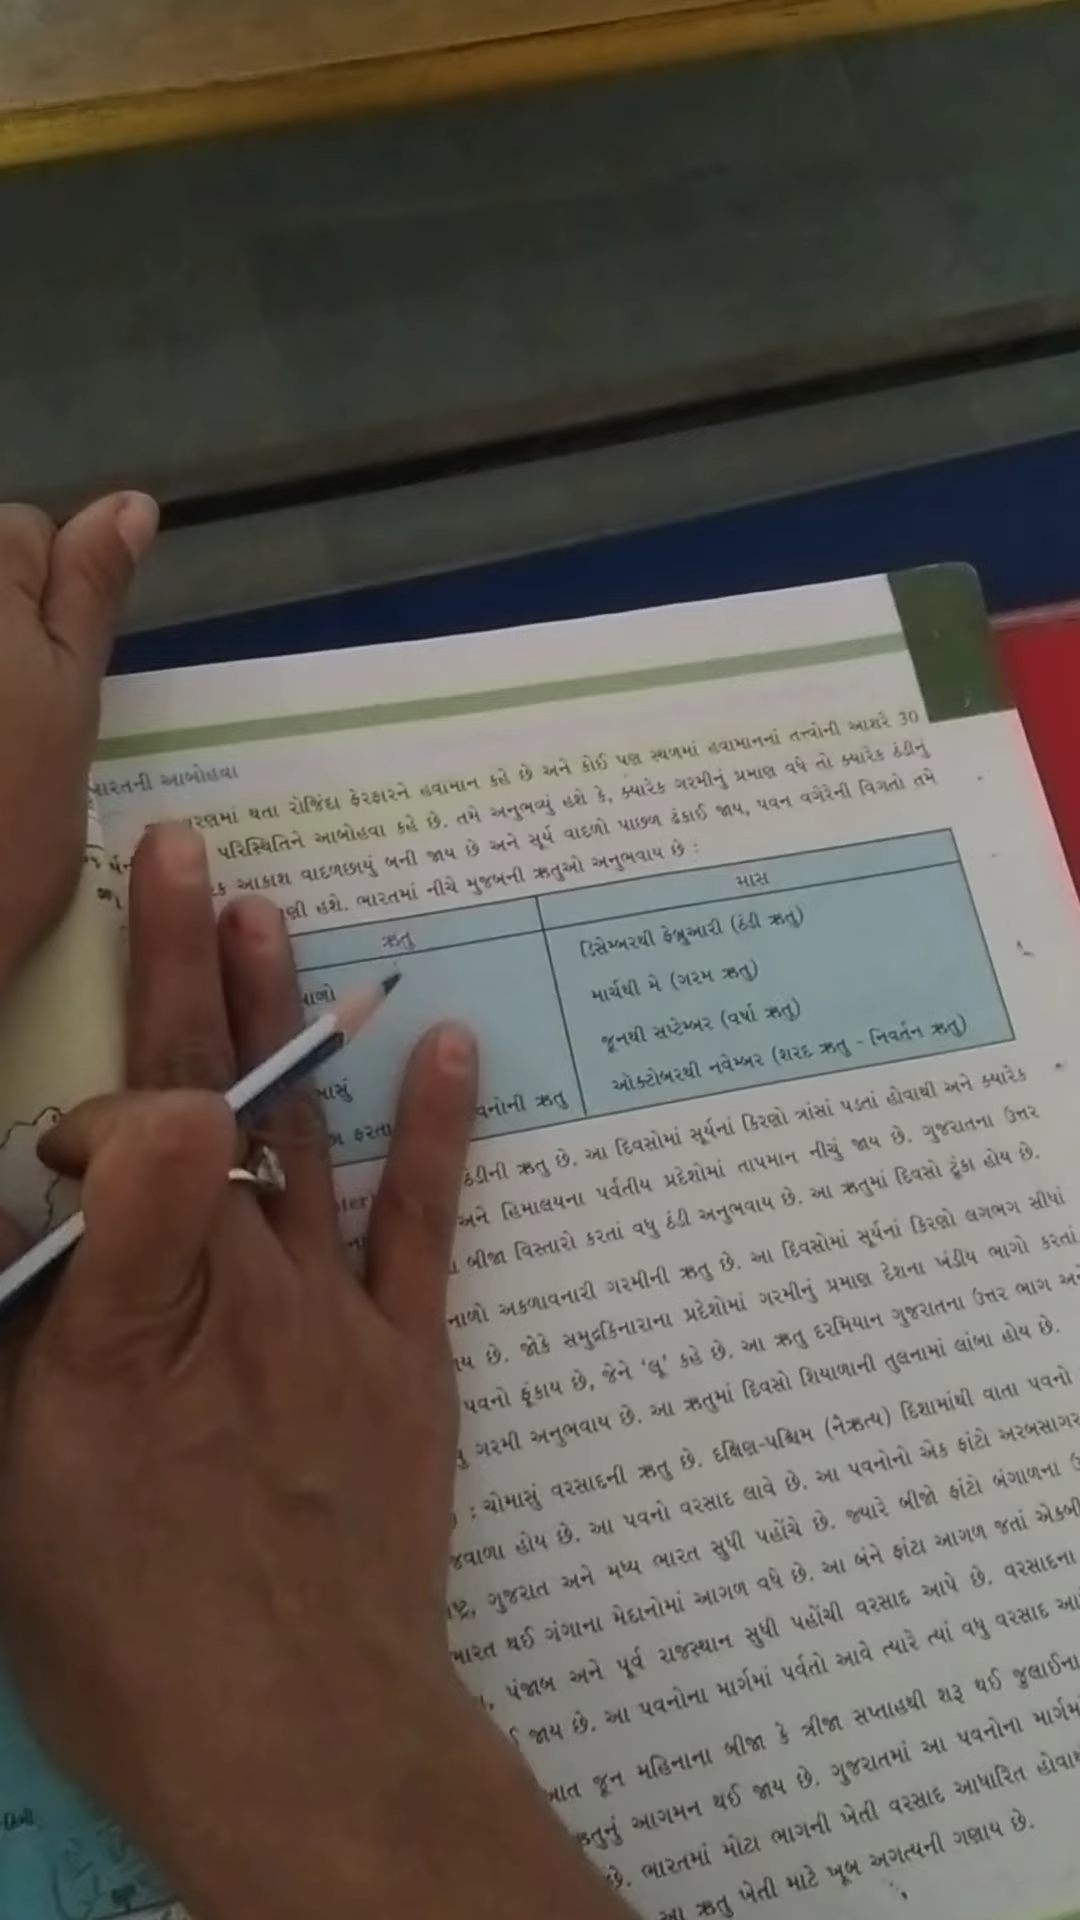 ભારતની આબોહવા
થતા રોજિંદા ફેરફારને હવામાન કહે છે અને કોઈ પણ સ્થળમાં હવામાનનાં તત્ત્વોની આશરે 30
પરિસ્થિતિને આબોહવા કહે છે. તમે અનુભવ્યું હશે કે, ક્યારેક ગરમીનું પ્રમાણ વધે તો ક્યારેક ઠંડીનું
આકાશ વાદળછાયું બની જાય છે અને સૂર્ય વાદળો પાછળ ઢંકાઈ જાય, પવન વગેરેની વિગતો તમે
હશે. ભારતમાં નીચે મુજબની ઋતુઓ અનુભવાય છે :
ઋતુ
માસ
ડિસેમ્બરથી ફેબ્રુઆરી (ઠંડી ઋતુ)
માર્ચથી મે (ગરમ ઋતુ)
જૂનથી સપ્ટેમ્બર (વર્ષા ઋતુ)
ફરતા ઋતુ
ઑક્ટોબરથી નવેમ્બર (શરદ ઋતુ - નિવર્તન ઋતુ)
ઠંડીની ઋતુ છે. આ દિવસોમાં સૂર્યનાં કિરણો ત્રાંસાં પડતાં હોવાથી અને ક્યારેક
અને હિમાલયના પર્વતીય પ્રદેશોમાં તાપમાન નીચું જાય છે. ગુજરાતના ઉત્તર
બીજા વિસ્તારો કરતાં વધુ ઠંડી અનુભવાય છે. આ ઋતુમાં દિવસો ટૂંકા હોય છે.
અકળાવનારી ગરમીની ઋતુ છે. આ દિવસોમાં સૂર્યનાં કિરણો લગભગ સીધાં
છે. જોકે સમુદ્રકિનારાના પ્રદેશોમાં ગરમીનું પ્રમાણ દેશના ખંડીય ભાગો કરતાં
પવનો ફૂંકાય છે, જેને 'લૂ' કહે છે. આ ઋતુ દરમિયાન ગુજરાતના ઉત્તર ભાગ
ગરમી અનુભવાય છે. આ ઋતુમાં દિવસો શિયાળાની તુલનામાં લાંબા હોય છે.
: ચોમાસું વરસાદની ઋતુ છે. દક્ષિણ-પશ્ચિમ (નૈઋત્ય) દિશામાંથી વાતા પવનો
હોય છે. આ પવનો વરસાદ લાવે છે. આ પવનોનો એક ફાંટો અરબસાગર
ગુજરાત અને મધ્ય ભારત સુધી પહોંચે છે. જ્યારે બીજો ફાંટો બંગાળના
થઈ ગંગાના મેદાનોમાં આગળ વધે છે. આ બંને ફાંટા આગળ જતાં
પંજાબ અને પૂર્વ રાજસ્થાન સુધી પહોંચી વરસાદ આપે છે. વરસાદના
જાય છે. આ પવનોના માર્ગમાં પર્વતો આવે ત્યારે ત્યાં વધુ વરસાદ
જૂન મહિનાના બીજા કે ત્રીજા સપ્તાહથી શરૂ થઈ જુલાઈના
આગમન થઈ જાય છે. ગુજરાતમાં આ પવનોના
છે. ભારતમાં મોટા ભાગની ખેતી વરસાદ આધારિત
આ ઋતુ ખેતી માટે ખૂબ અગત્યની ગણાય છે.